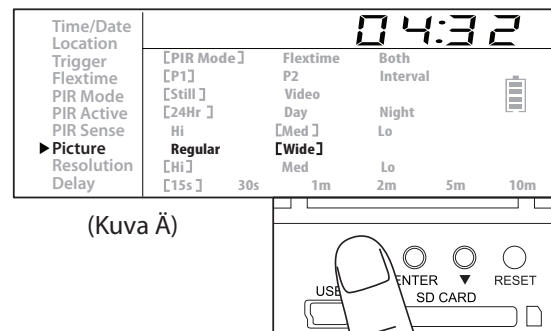 04:32
Time/Date
Location
Trigger [PIR Mode] Flextime Both
Flextime [P1] P2 Interval
PIR Mode [Still] Video
PIR Active [24Hr] Day Night
PIR Sense Hi [Med] Lo
Picture Regular [Wide]
Resolution [Hi] Med Lo
Delay [15s] 30s 1m 2m 5m 10m
(Kuva Ä)
ENTER ▼ RESET
USB SD CARD